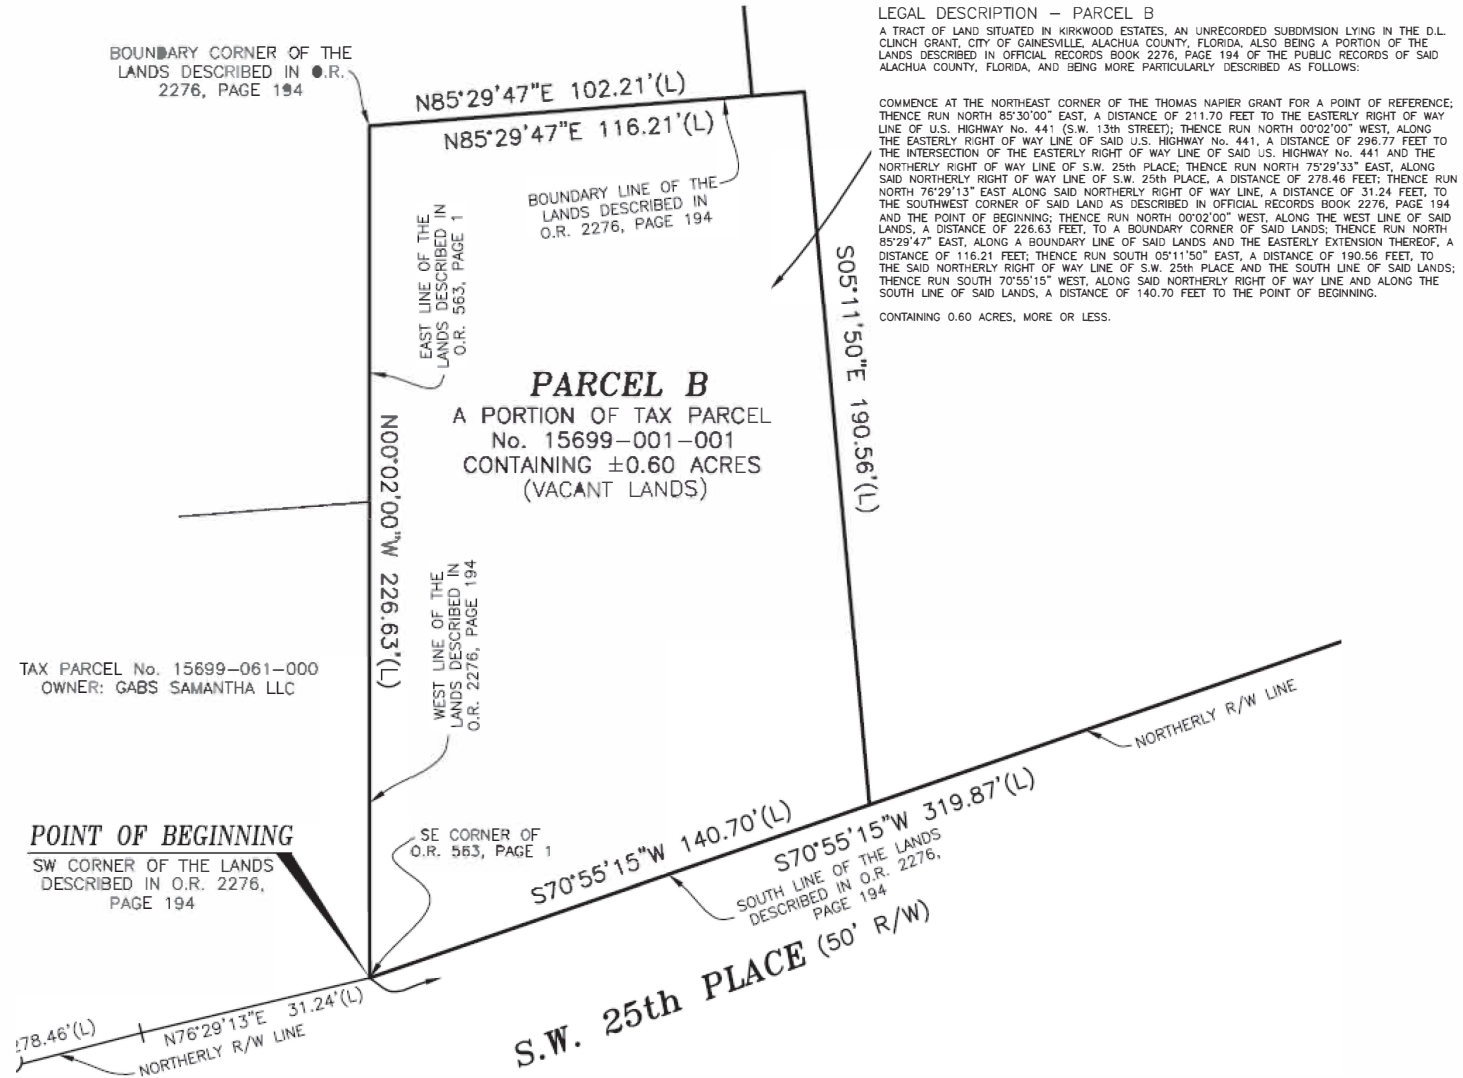 LEGAL DESCRIPTION – PARCEL B
A TRACT OF LAND SITUATED IN KIRKWOOD ESTATES, AN UNRECORDED SUBDIVISION LYING IN THE D.L.
CLINCH GRANT, CITY OF GAINESVILLE, ALACHUA COUNTY, FLORIDA, ALSO BEING A PORTION OF THE
LANDS DESCRIBED IN OFFICIAL RECORDS BOOK 2276, PAGE 194 OF THE PUBLIC RECORDS OF SAID
ALACHUA COUNTY, FLORIDA, AND BEING MORE PARTICULARLY DESCRIBED AS FOLLOWS:
COMMENCE AT THE NORTHEAST CORNER OF THE THOMAS NAPIER GRANT FOR A POINT OF REFERENCE;
THENCE RUN NORTH 85°30'00" EAST, A DISTANCE OF 211.70 FEET TO THE EASTERLY RIGHT OF WAY
LINE OF U.S. HIGHWAY No. 441 (S.W. 13th STREET); THENCE RUN NORTH 00°02'00" WEST, ALONG
THE EASTERLY RIGHT OF WAY LINE OF SAID U.S. HIGHWAY No. 441, A DISTANCE OF 296.77 FEET TO
THE INTERSECTION OF THE EASTERLY RIGHT OF WAY LINE OF SAID US. HIGHWAY No. 441 AND THE
NORTHERLY RIGHT OF WAY LINE OF S.W. 25th PLACE; THENCE RUN NORTH 75°29'33" EAST, ALONG
SAID NORTHERLY RIGHT OF WAY LINE OF S.W. 25th PLACE, A DISTANCE OF 278.46 FEET; THENCE RUN
NORTH 76°29'13" EAST ALONG SAID NORTHERLY RIGHT OF WAY LINE, A DISTANCE OF 31.24 FEET, TO
THE SOUTHWEST CORNER OF SAID LAND AS DESCRIBED IN OFFICIAL RECORDS BOOK 2276, PAGE 194
AND THE POINT OF BEGINNING; THENCE RUN NORTH 00°02'00" WEST, ALONG THE WEST LINE OF SAID
LANDS, A DISTANCE OF 226.63 FEET, TO A BOUNDARY CORNER OF SAID LANDS; THENCE RUN NORTH
85°29'47" EAST, ALONG A BOUNDARY LINE OF SAID LANDS AND THE EASTERLY EXTENSION THEREOF, A
DISTANCE OF 116.21 FEET; THENCE RUN SOUTH 05°11'50" EAST, A DISTANCE OF 190.56 FEET, TO
THE SAID NORTHERLY RIGHT OF WAY LINE OF S.W. 25th PLACE AND THE SOUTH LINE OF SAID LANDS;
THENCE RUN SOUTH 70°55'15" WEST, ALONG SAID NORTHERLY RIGHT OF WAY LINE AND ALONG THE
SOUTH LINE OF SAID LANDS, A DISTANCE OF 140.70 FEET TO THE POINT OF BEGINNING.
CONTAINING 0.60 ACRES, MORE OR LESS.
BOUNDARY CORNER OF THE
LANDS DESCRIBED IN O.R.
2276, PAGE 194
N85°29'47"E 102.21'(L)
N85°29'47"E 116.21'(L)
BOUNDARY LINE OF THE
LANDS DESCRIBED IN
O.R. 2276, PAGE 194
EAST LINE OF THE
LANDS DESCRIBED IN
O.R. 563, PAGE 1
S05°11'50"E 190.56'(L)
PARCEL B
A PORTION OF TAX PARCEL
No. 15699–001–001
CONTAINING ±0.60 ACRES
(VACANT LANDS)
N00°02'00"W 226.63'(L)
WEST LINE OF THE
LANDS DESCRIBED IN
O.R. 2276, PAGE 194
TAX PARCEL No. 15699–061–000
OWNER: GABS SAMANTHA LLC
NORTHERLY R/W LINE
POINT OF BEGINNING
SW CORNER OF THE LANDS
DESCRIBED IN O.R. 2276,
PAGE 194
SE CORNER OF
O.R. 563, PAGE 1
S70°55'15"W 140.70'(L)
S70°55'15"W 319.87'(L)
SOUTH LINE OF THE LANDS
DESCRIBED IN O.R. 2276,
PAGE 194
S.W. 25th PLACE (50' R/W)
78.46'(L)
N76°29'13"E 31.24'(L)
NORTHERLY R/W LINE